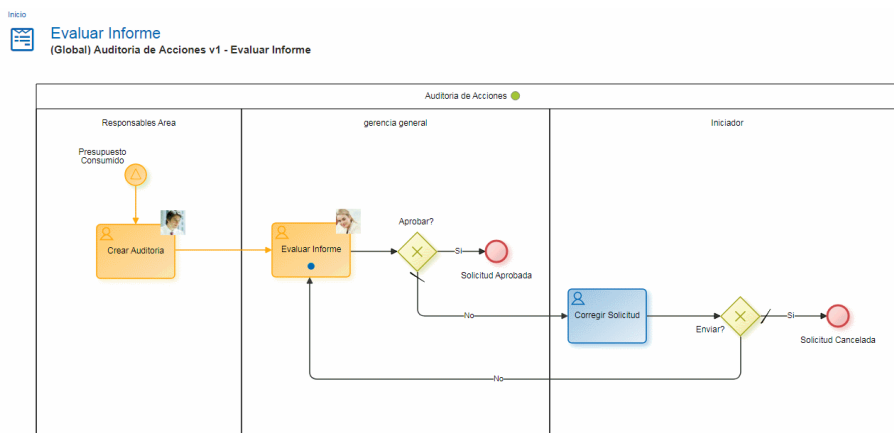 Inicio
Evaluar Informe
(Global) Auditoria de Acciones v1 - Evaluar Informe
Auditoria de Acciones
Responsables Area
gerencia general
Iniciador
Presupuesto
Consumido
Crear Auditoria
Evaluar Informe
Aprobar?
Si
Solicitud Aprobada
No
Corregir Solicitud
Enviar?
Si
Solicitud Cancelada
No